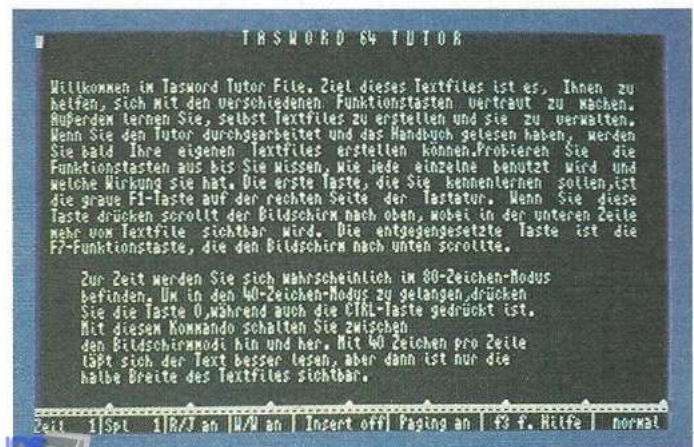 TASWORD 64 TUTOR
Willkommen im Tasword Tutor File. Ziel dieses Textfiles ist es, Ihnen zu
helfen, sich mit den verschiedenen Funktionstasten vertraut zu machen.
Außerdem lernen Sie, selbst Textfiles zu erstellen und sie zu verwalten.
Wenn Sie den Tutor durchgearbeitet und das Handbuch gelesen haben, werden
Sie bald Ihre eigenen Textfiles erstellen können.Probieren Sie die
Funktionstasten aus bis Sie wissen, wie jede einzelne benutzt wird und
welche Wirkung sie hat. Die erste Taste, die Sie kennenlernen sollen,ist
die graue F1-Taste auf der rechten Seite der Tastatur. Wenn Sie diese
Taste drücken scrollt der Bildschirm nach oben, wobei in der unteren Zeile
mehr vom Textfile sichtbar wird. Die entgegengesetzte Taste ist die
F7-Funktionstaste, die den Bildschirm nach unten scrollte.
Zur Zeit werden Sie sich wahrscheinlich im 80-Zeichen-Modus
befinden. Um in den 40-Zeichen-Modus zu gelangen,drücken
Sie die Taste O,während auch die CTRL-Taste gedrückt ist.
Mit diesem Kommando schalten Sie zwischen
den Bildschirmmodi hin und her. Mit 40 Zeichen pro Zeile
läßt sich der Text besser lesen, aber dann ist nur die
halbe Breite des Textfiles sichtbar.
Zeil 1|Spl 1|R/J an |W/W an | Insert off| Paging an | f3 f. Hilfe | normal